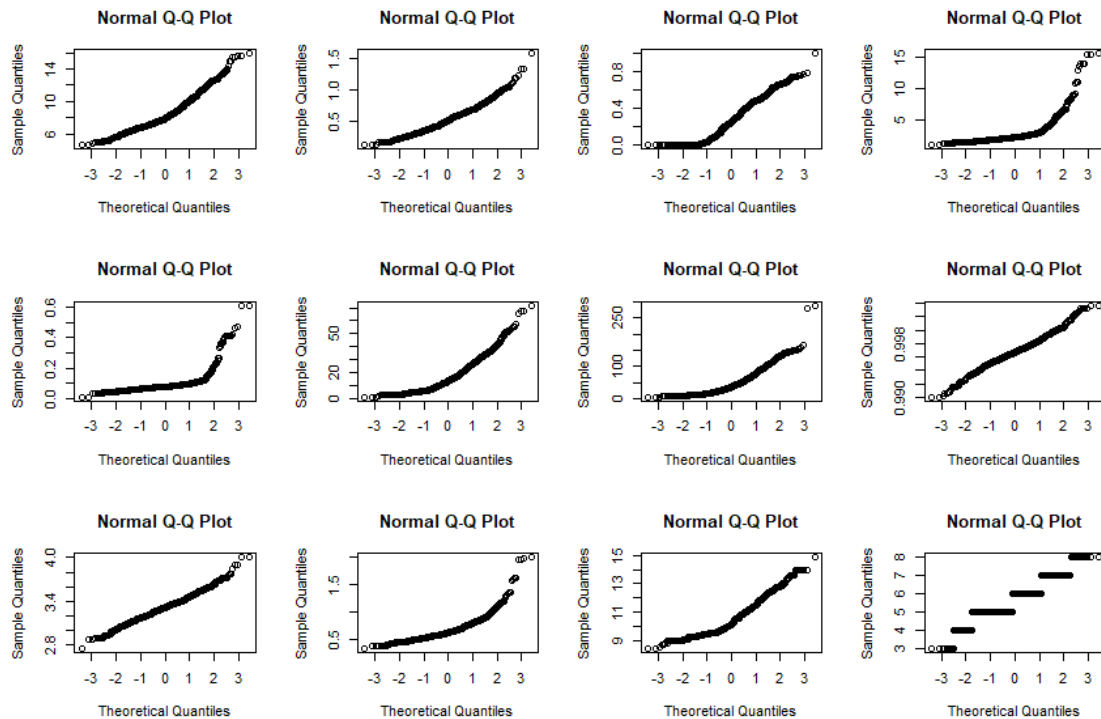 Normal Q-Q Plot
Sample Quantiles
6 10 14
-3 -2 -1 0 1 2 3
Theoretical Quantiles
Normal Q-Q Plot
Sample Quantiles
0.5 1.0 1.5
-3 -2 -1 0 1 2 3
Theoretical Quantiles
Normal Q-Q Plot
Sample Quantiles
0.0 0.4 0.8
-3 -2 -1 0 1 2 3
Theoretical Quantiles
Normal Q-Q Plot
Sample Quantiles
5 10 15
-3 -2 -1 0 1 2 3
Theoretical Quantiles
Normal Q-Q Plot
Sample Quantiles
0.0 0.2 0.4 0.6
-3 -2 -1 0 1 2 3
Theoretical Quantiles
Normal Q-Q Plot
Sample Quantiles
0 20 50
-3 -2 -1 0 1 2 3
Theoretical Quantiles
Normal Q-Q Plot
Sample Quantiles
0 100 250
-3 -2 -1 0 1 2 3
Theoretical Quantiles
Normal Q-Q Plot
Sample Quantiles
0.990 0.998
-3 -2 -1 0 1 2 3
Theoretical Quantiles
Normal Q-Q Plot
Sample Quantiles
2.8 3.4 4.0
-3 -2 -1 0 1 2 3
Theoretical Quantiles
Normal Q-Q Plot
Sample Quantiles
0.5 1.5
-3 -2 -1 0 1 2 3
Theoretical Quantiles
Normal Q-Q Plot
Sample Quantiles
9 11 13 15
-3 -2 -1 0 1 2 3
Theoretical Quantiles
Normal Q-Q Plot
Sample Quantiles
3 4 5 6 7 8
-3 -2 -1 0 1 2 3
Theoretical Quantiles